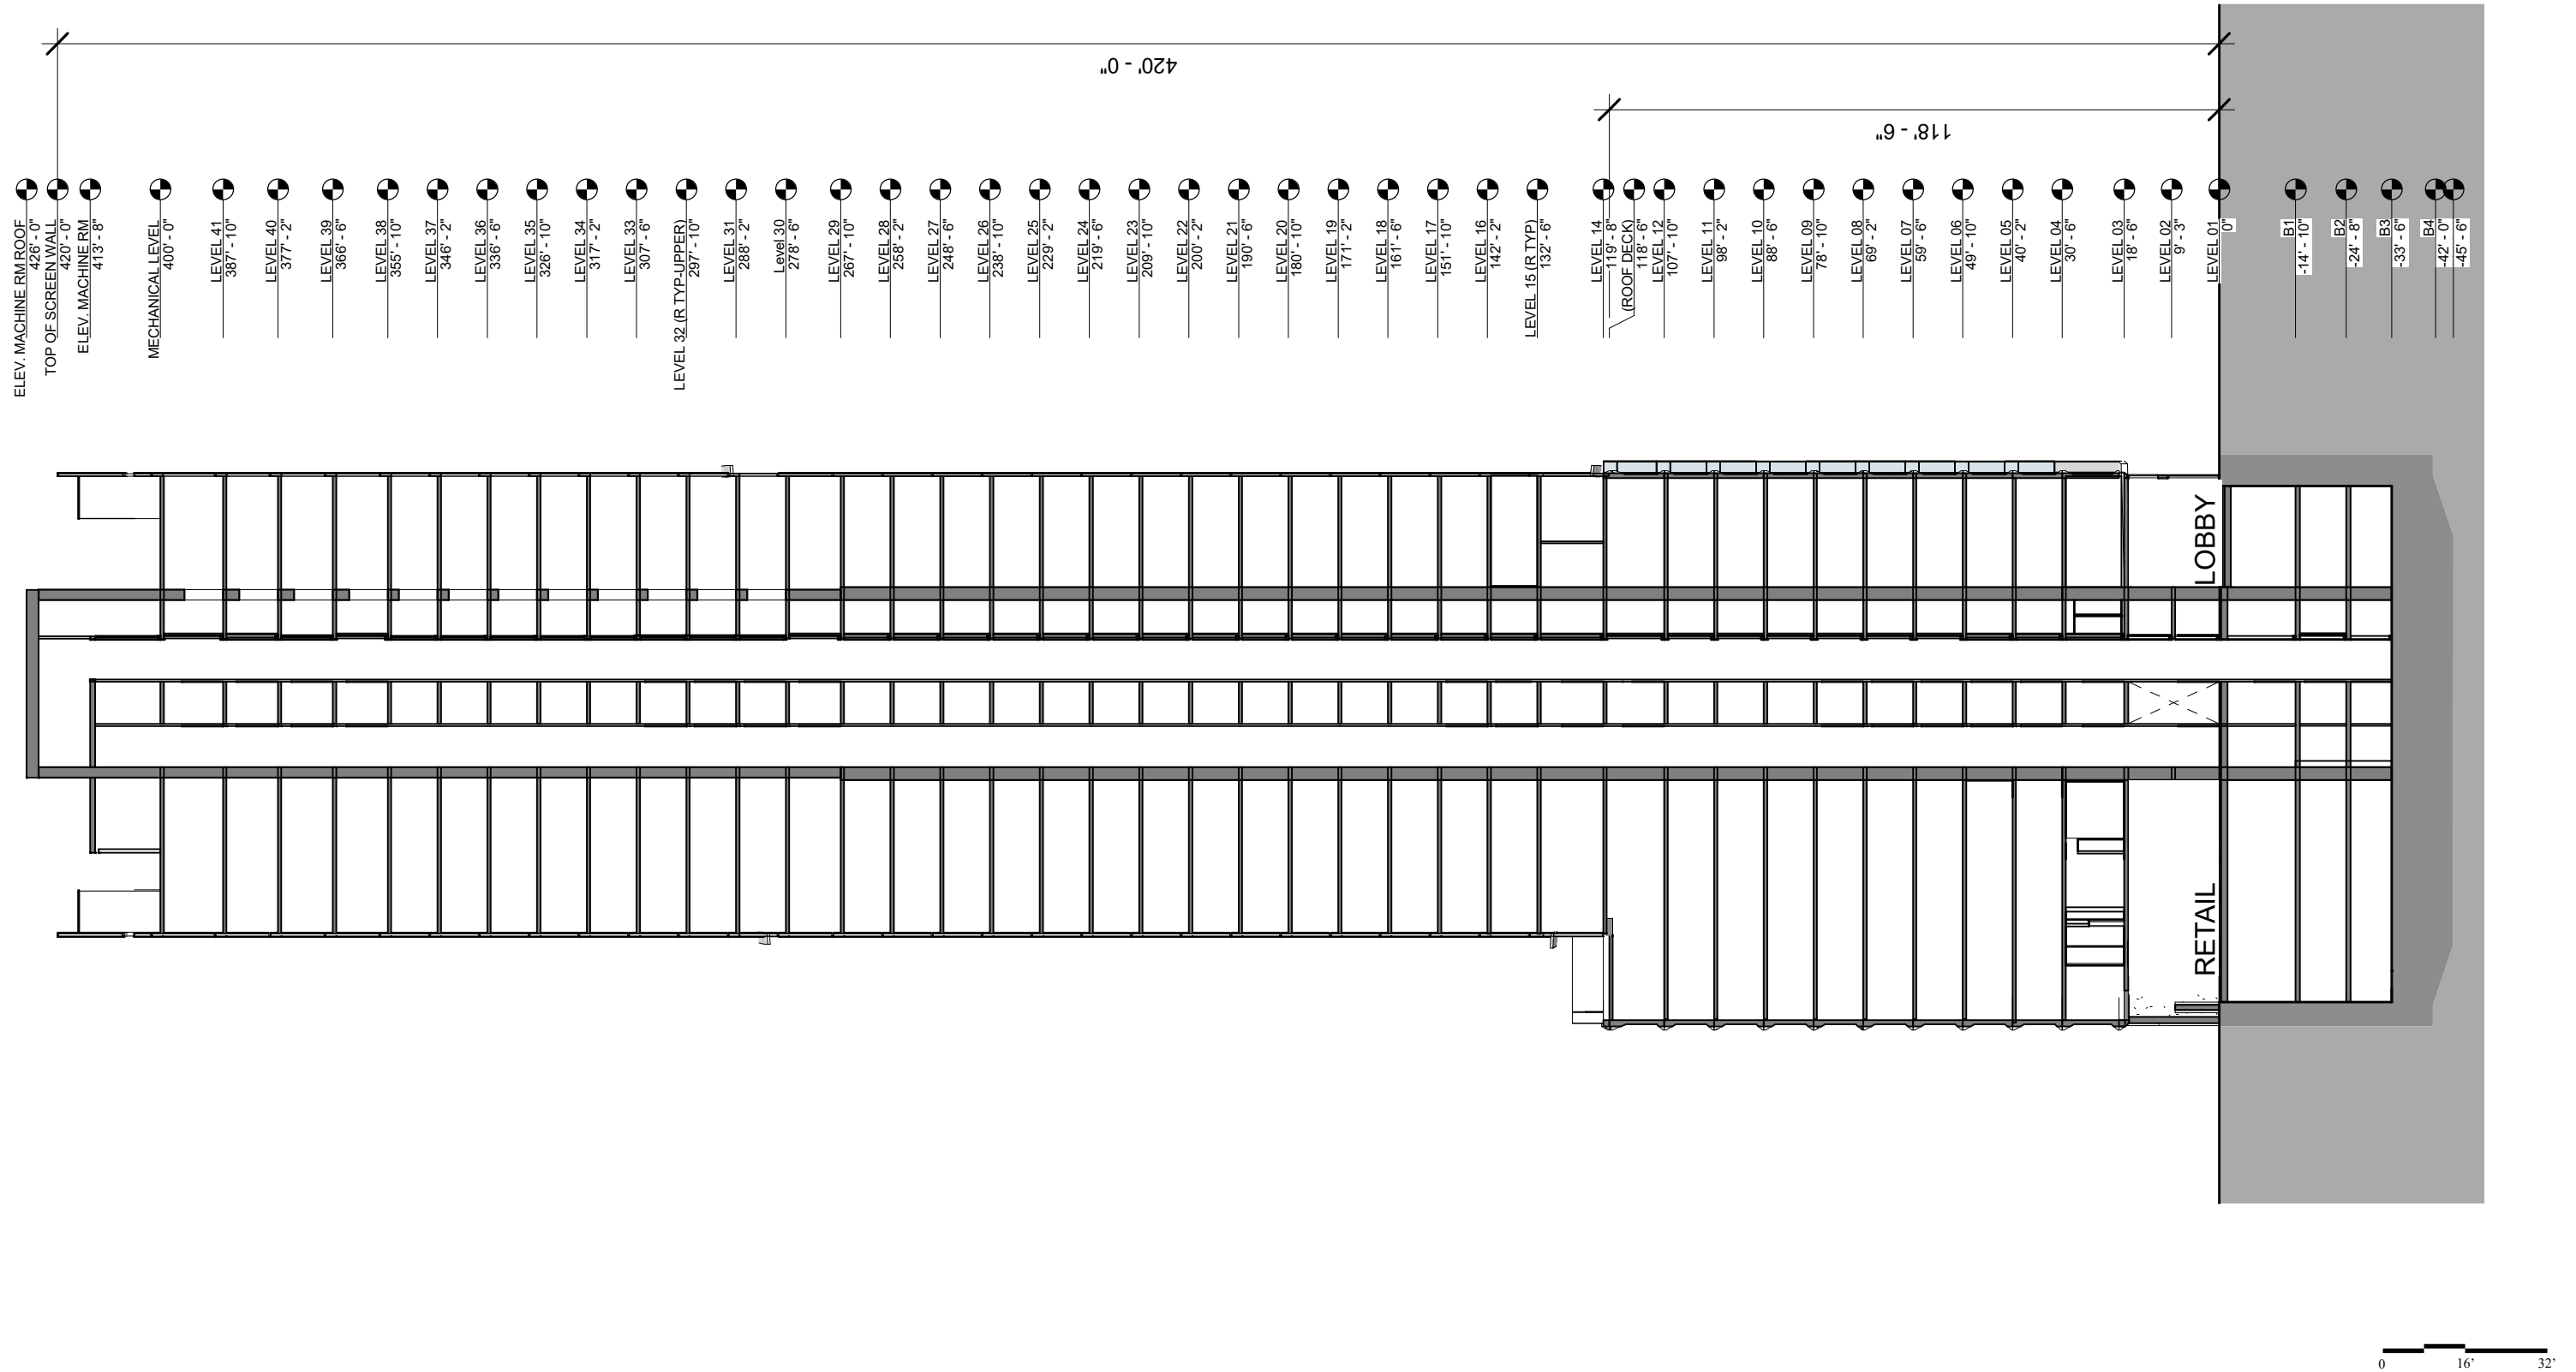 420' - 0"
118' - 6"
ELEV. MACHINE RM ROOF
426' - 0"
TOP OF SCREEN WALL
420' - 0"
ELEV. MACHINE RM
413' - 8"
MECHANICAL LEVEL
400' - 0"
LEVEL 41
387' - 10"
LEVEL 40
377' - 2"
LEVEL 39
366' - 6"
LEVEL 38
355' - 10"
LEVEL 37
346' - 2"
LEVEL 36
336' - 6"
LEVEL 35
326' - 10"
LEVEL 34
317' - 2"
LEVEL 33
307' - 6"
LEVEL 32 (R TYP-UPPER)
297' - 10"
LEVEL 31
288' - 2"
Level 30
278' - 6"
LEVEL 29
267' - 10"
LEVEL 28
258' - 2"
LEVEL 27
248' - 6"
LEVEL 26
238' - 10"
LEVEL 25
229' - 2"
LEVEL 24
219' - 6"
LEVEL 23
209' - 10"
LEVEL 22
200' - 2"
LEVEL 21
190' - 6"
LEVEL 20
180' - 10"
LEVEL 19
171' - 2"
LEVEL 18
161' - 6"
LEVEL 17
151' - 10"
LEVEL 16
142' - 2"
LEVEL 15 (R TYP)
132' - 6"
LEVEL 14
119' - 8"
(ROOF DECK)
118' - 6"
LEVEL 12
107' - 10"
LEVEL 11
98' - 2"
LEVEL 10
88' - 6"
LEVEL 09
78' - 10"
LEVEL 08
69' - 2"
LEVEL 07
59' - 6"
LEVEL 06
49' - 10"
LEVEL 05
40' - 2"
LEVEL 04
30' - 6"
LEVEL 03
18' - 6"
LEVEL 02
9' - 3"
LEVEL 01
0"
B1
-14' - 10"
B2
-24' - 8"
B3
-33' - 6"
B4
-42' - 0"
-45' - 6"
LOBBY
RETAIL
0 16' 32'